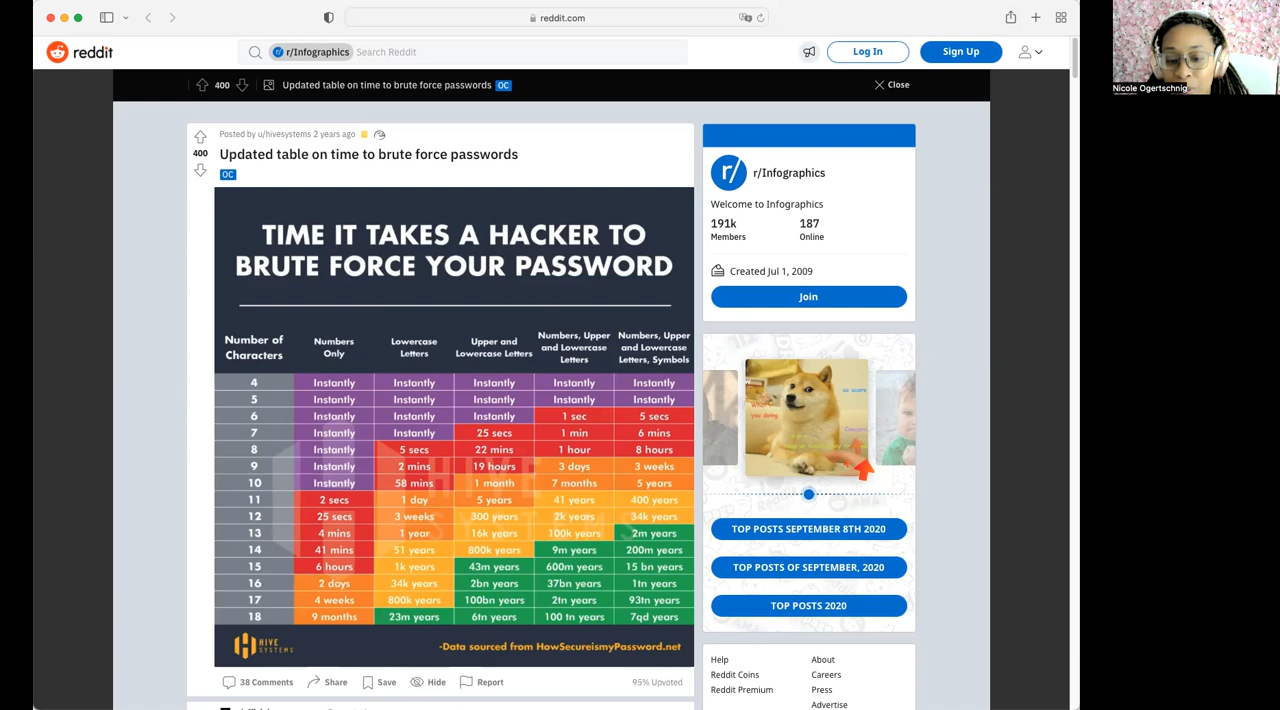 reddit.com
reddit
r/Infographics Search Reddit
Log In
Sign Up
Nicole Ogertschnig
400 Updated table on time to brute force passwords OC
Close
Posted by u/hivesystems 2 years ago
400
Updated table on time to brute force passwords
OC
TIME IT TAKES A HACKER TO
BRUTE FORCE YOUR PASSWORD
Number of Characters Numbers Only Lowercase Letters Upper and Lowercase Letters Numbers, Upper and Lowercase Letters Numbers, Upper and Lowercase Letters, Symbols
4 Instantly Instantly Instantly Instantly Instantly
5 Instantly Instantly Instantly Instantly Instantly
6 Instantly Instantly Instantly 1 sec 5 secs
7 Instantly Instantly 25 secs 1 min 6 mins
8 Instantly 5 secs 22 mins 1 hour 8 hours
9 Instantly 2 mins 19 hours 3 days 3 weeks
10 Instantly 58 mins 1 month 7 months 5 years
11 2 secs 1 day 5 years 41 years 400 years
12 25 secs 3 weeks 300 years 2k years 34k years
13 4 mins 1 year 16k years 100k years 2m years
14 41 mins 51 years 800k years 9m years 200m years
15 6 hours 1k years 43m years 600m years 15 bn years
16 2 days 34k years 2bn years 37bn years 1tn years
17 4 weeks 800k years 100bn years 2tn years 93tn years
18 9 months 23m years 6tn years 100 tn years 7qd years
HIVE
SYSTEMS
HIVE
SYSTEMS
-Data sourced from HowSecureismyPassword.net
38 Comments Share Save Hide Report 95% Upvoted
r/Infographics
Welcome to Infographics
191k 187
Members Online
Created Jul 1, 2009
Join
so scare
What
you doing
Concern
TOP POSTS SEPTEMBER 8TH 2020
TOP POSTS OF SEPTEMBER, 2020
TOP POSTS 2020
Help About
Reddit Coins Careers
Reddit Premium Press
Advertise